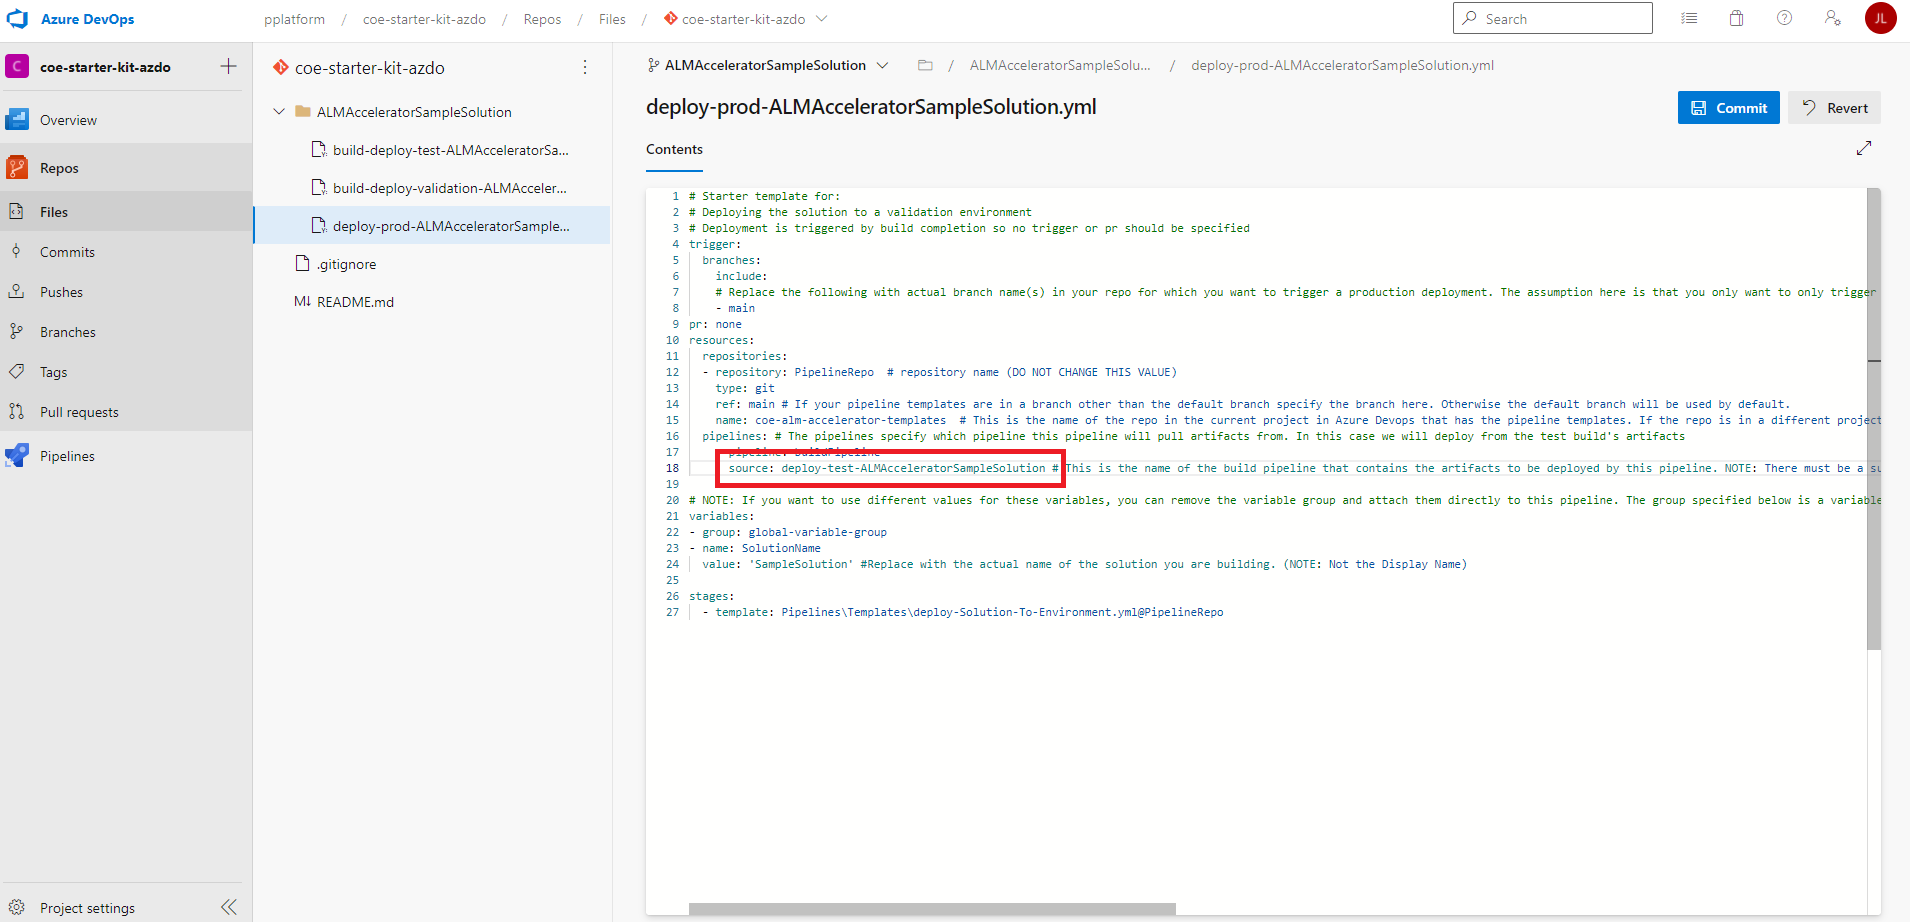 Azure DevOps
pplatform / coe-starter-kit-azdo / Repos / Files / coe-starter-kit-azdo
Search
JL
C coe-starter-kit-azdo
Overview
Repos
Files
Commits
Pushes
Branches
Tags
Pull requests
Pipelines
Project settings
coe-starter-kit-azdo
ALMAcceleratorSampleSolution
build-deploy-test-ALMAcceleratorSa...
build-deploy-validation-ALMAcceler...
deploy-prod-ALMAcceleratorSample...
.gitignore
M↓ README.md
ALMAcceleratorSampleSolution / ALMAcceleratorSampleSolu... / deploy-prod-ALMAcceleratorSampleSolution.yml
deploy-prod-ALMAcceleratorSampleSolution.yml
Commit
Revert
Contents
1 # Starter template for:
2 # Deploying the solution to a validation environment
3 # Deployment is triggered by build completion so no trigger or pr should be specified
4 trigger:
5 branches:
6 include:
7 # Replace the following with actual branch name(s) in your repo for which you want to trigger a production deployment. The assumption here is that you only want to only trigger
8 - main
9 pr: none
10 resources:
11 repositories:
12 - repository: PipelineRepo # repository name (DO NOT CHANGE THIS VALUE)
13 type: git
14 ref: main # If your pipeline templates are in a branch other than the default branch specify the branch here. Otherwise the default branch will be used by default.
15 name: coe-alm-accelerator-templates # This is the name of the repo in the current project in Azure Devops that has the pipeline templates. If the repo is in a different project
16 pipelines: # The pipelines specify which pipeline this pipeline will pull artifacts from. In this case we will deploy from the test build's artifacts
17 pipeline: buildPipeline
18 source: deploy-test-ALMAcceleratorSampleSolution # This is the name of the build pipeline that contains the artifacts to be deployed by this pipeline. NOTE: There must be a su
19
20 # NOTE: If you want to use different values for these variables, you can remove the variable group and attach them directly to this pipeline. The group specified below is a variable
21 variables:
22 - group: global-variable-group
23 - name: SolutionName
24 value: 'SampleSolution' #Replace with the actual name of the solution you are building. (NOTE: Not the Display Name)
25
26 stages:
27 - template: Pipelines\Templates\deploy-Solution-To-Environment.yml@PipelineRepo